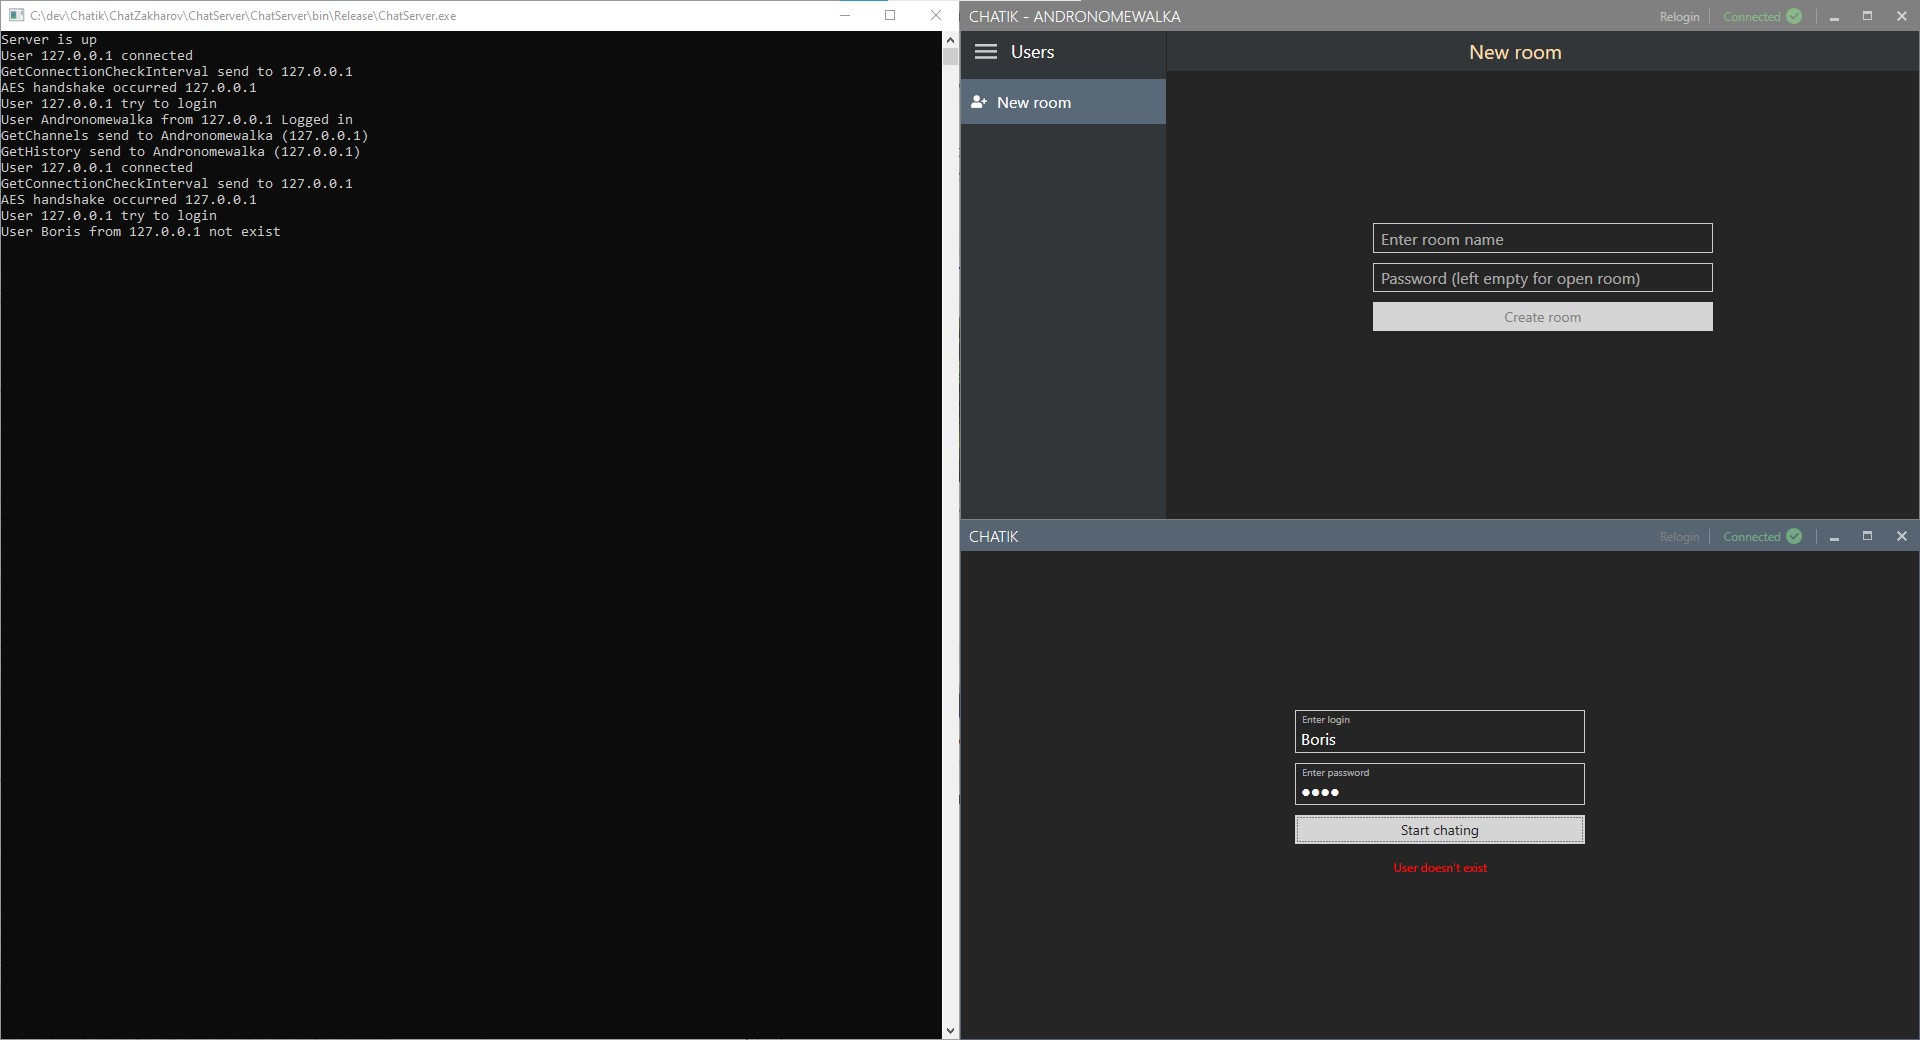 C:\dev\Chatik\ChatZakharov\ChatServer\ChatServer\bin\Release\ChatServer.exe
Server is up
User 127.0.0.1 connected
GetConnectionCheckInterval send to 127.0.0.1
AES handshake occurred 127.0.0.1
User 127.0.0.1 try to login
User Andronomewalka from 127.0.0.1 Logged in
GetChannels send to Andronomewalka (127.0.0.1)
GetHistory send to Andronomewalka (127.0.0.1)
User 127.0.0.1 connected
GetConnectionCheckInterval send to 127.0.0.1
AES handshake occurred 127.0.0.1
User 127.0.0.1 try to login
User Boris from 127.0.0.1 not exist
CHATIK - ANDRONOMEWALKA
Relogin
Connected
Users
New room
New room
Enter room name
Password (left empty for open room)
Create room
CHATIK
Relogin
Connected
Enter login
Boris
Enter password
Start chating
User doesn't exist